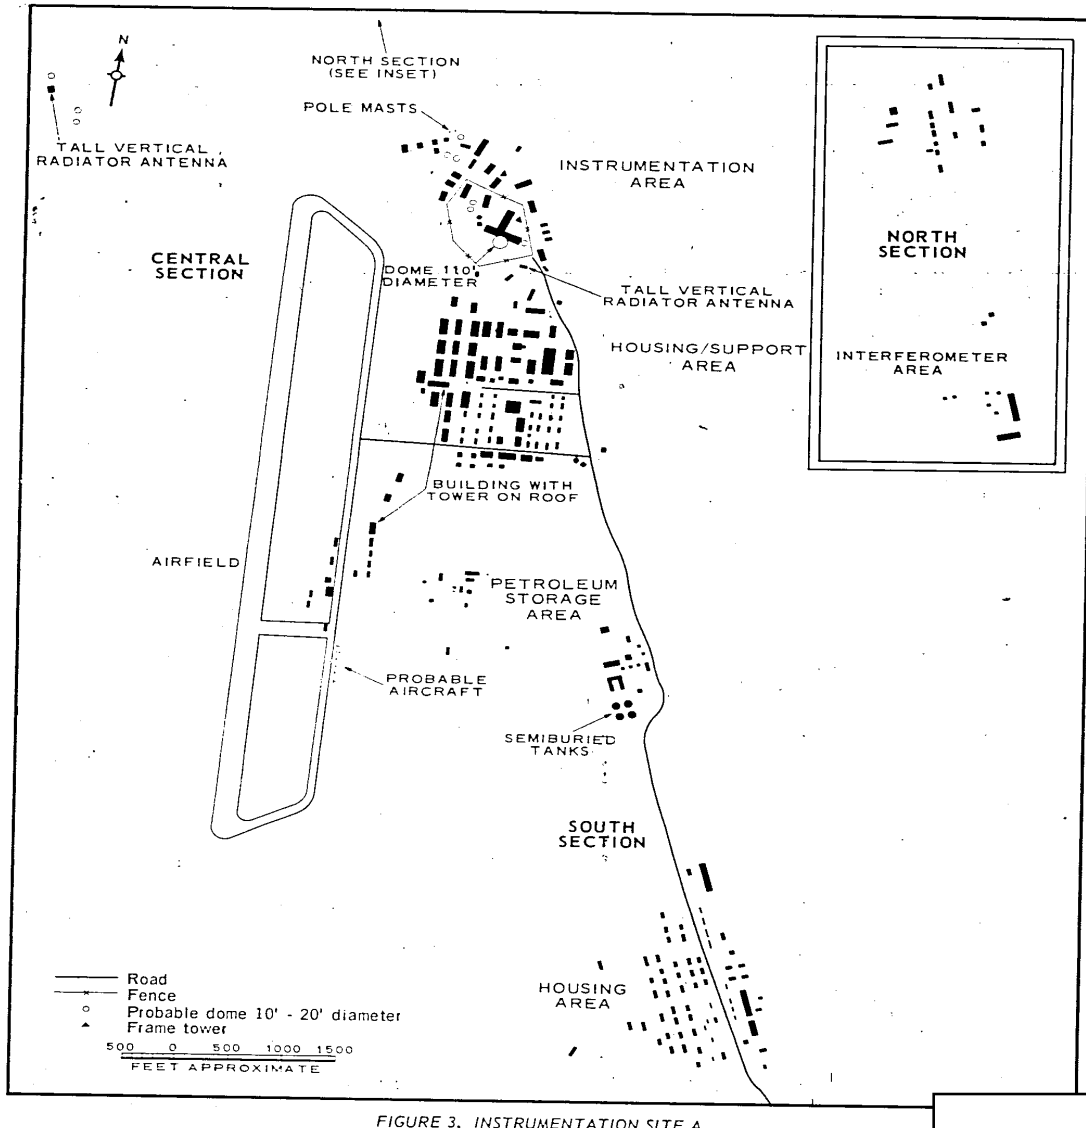 N
NORTH SECTION
(SEE INSET)
POLE MASTS
TALL VERTICAL
RADIATOR ANTENNA
INSTRUMENTATION
AREA
CENTRAL
SECTION
DOME 110'
DIAMETER
TALL VERTICAL
RADIATOR ANTENNA
HOUSING/SUPPORT
AREA
NORTH
SECTION
INTERFEROMETER
AREA
BUILDING WITH
TOWER ON ROOF
AIRFIELD
PETROLEUM
STORAGE
AREA
PROBABLE
AIRCRAFT
SEMIBURIED
TANKS
SOUTH
SECTION
HOUSING
AREA
Road
Fence
Probable dome 10' - 20' diameter
Frame tower
500 0 500 1000 1500
FEET APPROXIMATE
FIGURE 3. INSTRUMENTATION SITE A